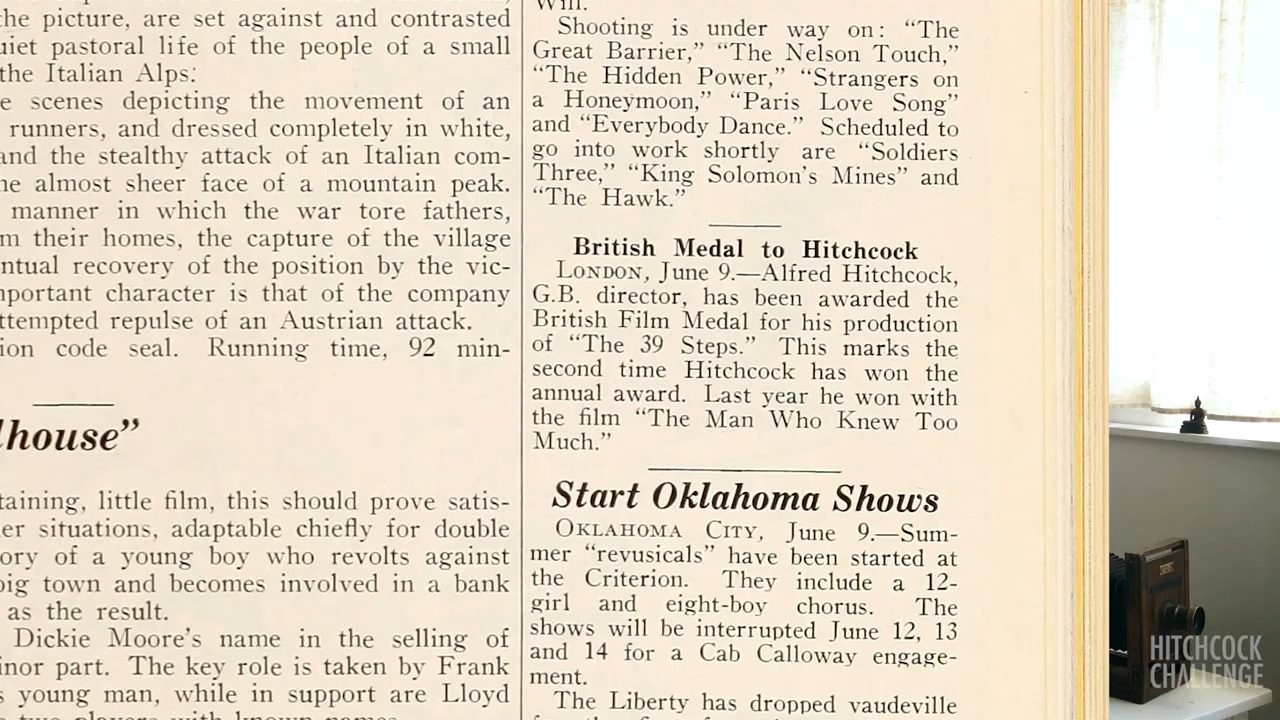 the picture, are set against and contrasted
uiet pastoral life of the people of a small
the Italian Alps:
e scenes depicting the movement of an
runners, and dressed completely in white,
and the stealthy attack of an Italian com-
he almost sheer face of a mountain peak.
manner in which the war tore fathers,
m their homes, the capture of the village
ntual recovery of the position by the vic-
mportant character is that of the company
ttempted repulse of an Austrian attack.
ion code seal. Running time, 92 min-
lhouse”
taining, little film, this should prove satis-
er situations, adaptable chiefly for double
ory of a young boy who revolts against
big town and becomes involved in a bank
as the result.
Dickie Moore’s name in the selling of
inor part. The key role is taken by Frank
s young man, while in support are Lloyd
two players with known names.
Will.
Shooting is under way on: “The
Great Barrier,” “The Nelson Touch,”
“The Hidden Power,” “Strangers on
a Honeymoon,” “Paris Love Song”
and “Everybody Dance.” Scheduled to
go into work shortly are “Soldiers
Three,” “King Solomon’s Mines” and
“The Hawk.”
British Medal to Hitchcock
LONDON, June 9.—Alfred Hitchcock,
G.B. director, has been awarded the
British Film Medal for his production
of “The 39 Steps.” This marks the
second time Hitchcock has won the
annual award. Last year he won with
the film “The Man Who Knew Too
Much.”
Start Oklahoma Shows
OKLAHOMA CITY, June 9.—Sum-
mer “revusicals” have been started at
the Criterion. They include a 12-
girl and eight-boy chorus. The
shows will be interrupted June 12, 13
and 14 for a Cab Calloway engage-
ment.
The Liberty has dropped vaudeville
HITCHCOCK
CHALLENGE